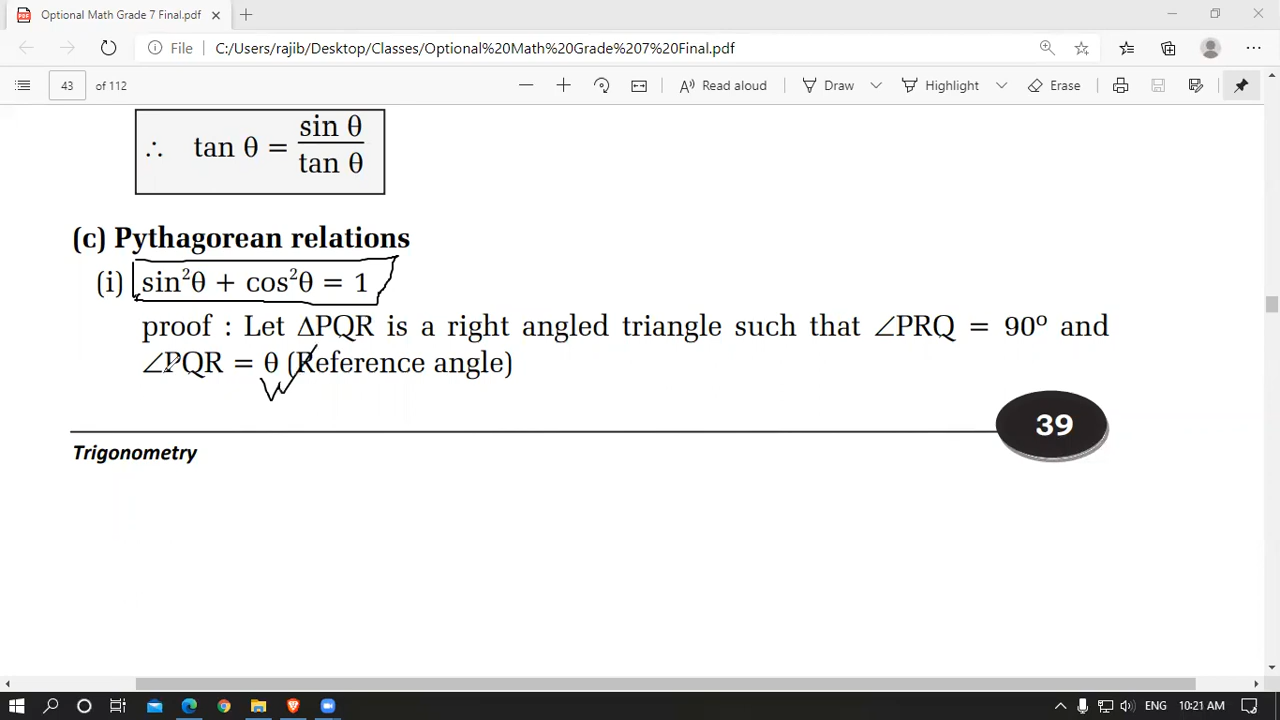 Optional Math Grade 7 Final.pdf
File C:/Users/rajib/Desktop/Classes/Optional%20Math%20Grade%207%20Final.pdf
43 of 112 Read aloud Draw Highlight Erase
∴ tan θ = sin θ / tan θ
(c) Pythagorean relations
(i) sin²θ + cos²θ = 1
proof : Let ΔPQR is a right angled triangle such that ∠PRQ = 90º and
∠PQR = θ (Reference angle)
39
Trigonometry
ENG 10:21 AM